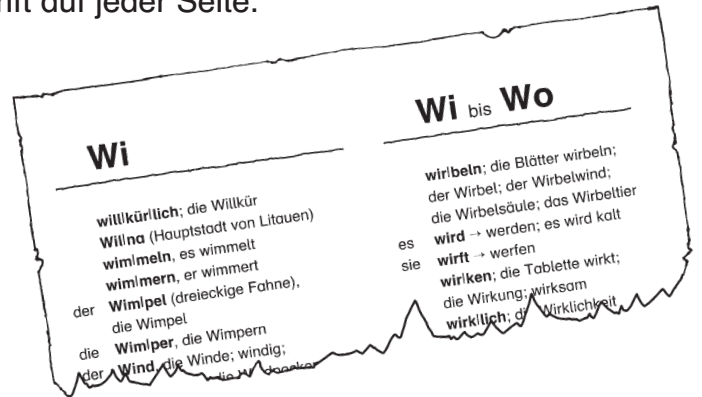 auf jeder Seite.
Wi
will|kür|lich; die Willkür
Wil|na (Hauptstadt von Litauen)
wim|meln, es wimmelt
wim|mern, er wimmert
der Wim|pel (dreieckige Fahne),
die Wimpel
die Wim|per, die Wimpern
der Wind, die Winde; windig;
die
Wi bis Wo
wir|beln; die Blätter wirbeln;
der Wirbel; der Wirbelwind;
die Wirbelsäule; das Wirbeltier
es wird → werden; es wird kalt
sie wirft → werfen
wir|ken; die Tablette wirkt;
die Wirkung; wirksam
wirk|lich; die Wirklichkeit